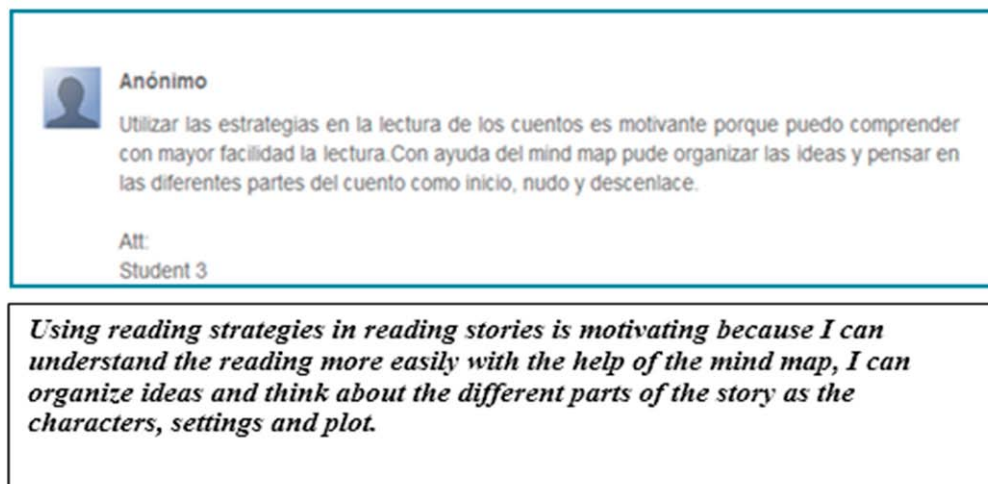 Anónimo
Utilizar las estrategias en la lectura de los cuentos es motivante porque puedo comprender
con mayor facilidad la lectura.Con ayuda del mind map pude organizar las ideas y pensar en
las diferentes partes del cuento como inicio, nudo y descenlace.
Att:
Student 3
Using reading strategies in reading stories is motivating because I can
understand the reading more easily with the help of the mind map, I can
organize ideas and think about the different parts of the story as the
characters, settings and plot.